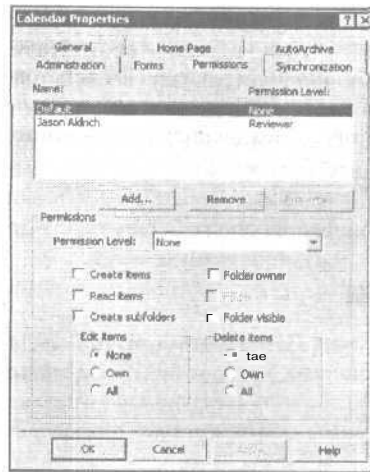 Calendar Properties
General Home Page AutoArchive
Administration Forms Permissions Synchronization
Name: Permission Level:
Default None
Jason Aldrich Reviewer
Add... Remove
Permissions
Permission Level: None
Create items Folder owner
Read items
Create subfolders Folder visible
Edit items Delete items
None tae
Own Own
All All
OK Cancel Help